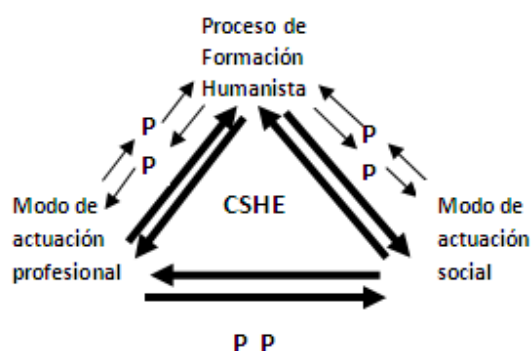 Proceso de
Formación
Humanista
P
P
P
P
Modo de
actuación
profesional
CSHE
Modo de
actuación
social
P P